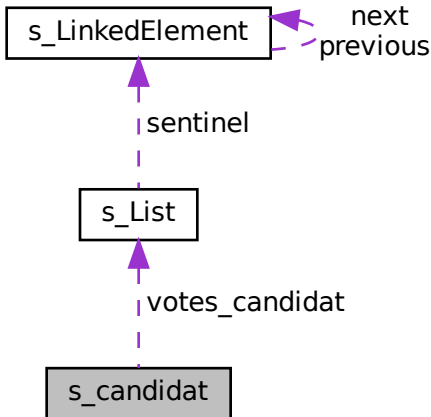 next
s_LinkedElement
previous
sentinel
s_List
votes_candidat
s_candidat